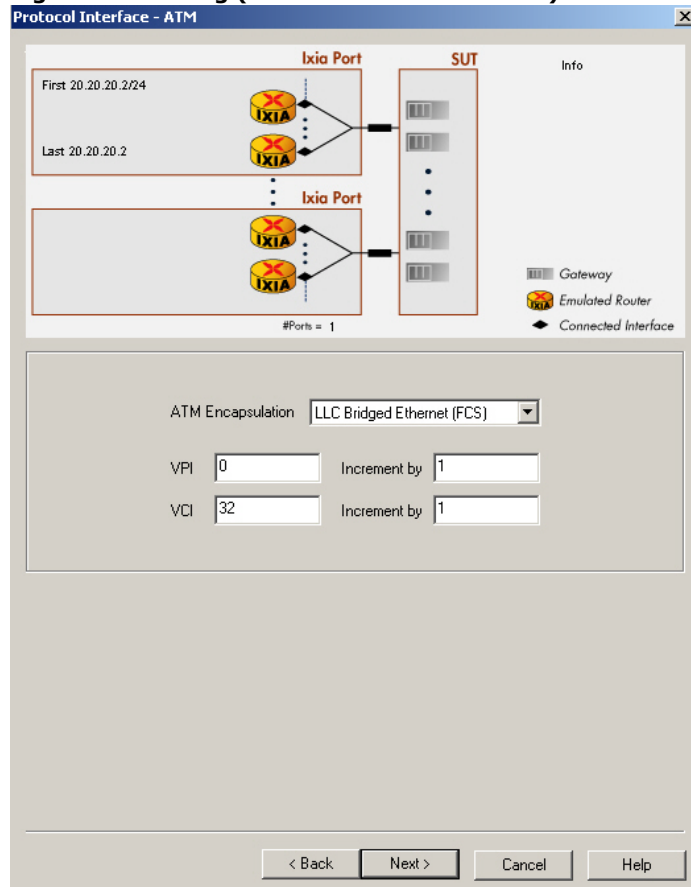 Protocol Interface - ATM
Ixia Port
SUT
Info
First 20.20.20.2/24
IXIA
Last 20.20.20.2
IXIA
Ixia Port
IXIA
IXIA
Gateway
IXIA Emulated Router
#Ports = 1
Connected Interface
ATM Encapsulation LLC Bridged Ethernet (FCS)
VPI 0 Increment by 1
VCI 32 Increment by 1
< Back Next > Cancel Help